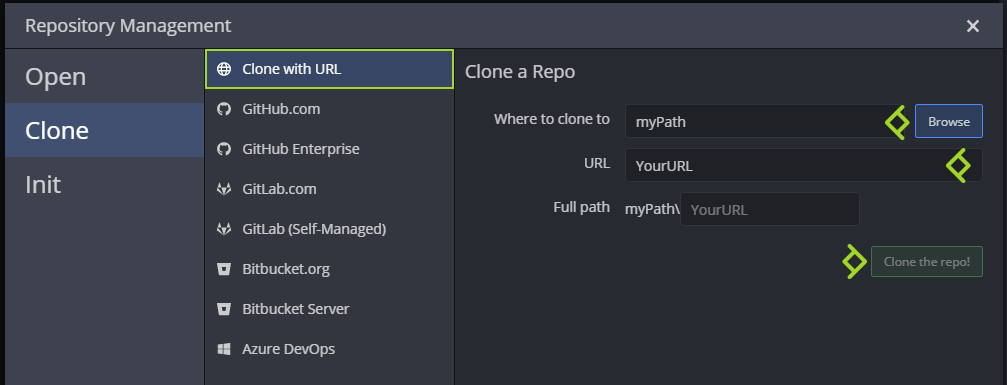 Repository Management
Open
Clone
Init
Clone with URL
GitHub.com
GitHub Enterprise
GitLab.com
GitLab (Self-Managed)
Bitbucket.org
Bitbucket Server
Azure DevOps
Clone a Repo
Where to clone to myPath Browse
URL YourURL
Full path myPath\ YourURL
Clone the repo!